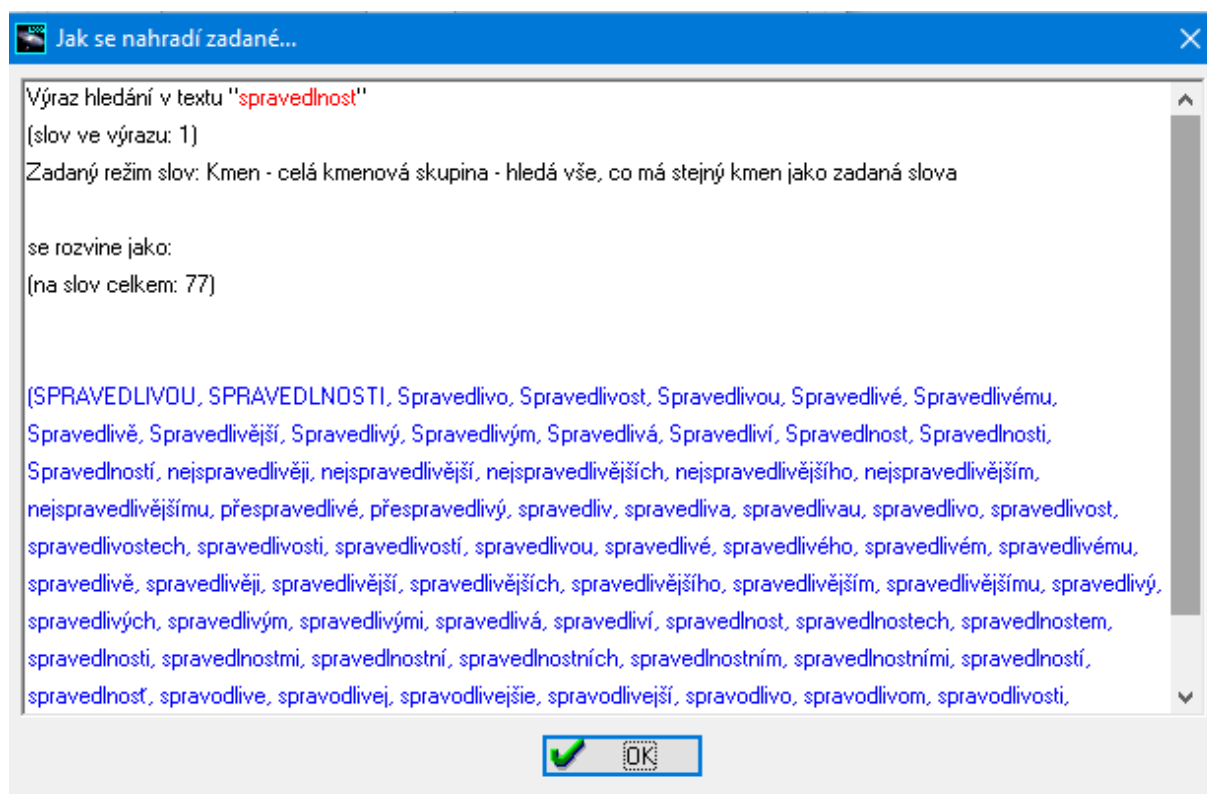 Jak se nahradí zadané...
Výraz hledání v textu "spravedlnost"
(slov ve výrazu: 1)
Zadaný režim slov: Kmen - celá kmenová skupina - hledá vše, co má stejný kmen jako zadaná slova
se rozvine jako:
(na slov celkem: 77)
(SPRAVEDLIVOU, SPRAVEDLNOSTI, Spravedlivo, Spravedlivost, Spravedlivou, Spravedlivé, Spravedlivému,
Spravedlivě, Spravedlivější, Spravedlivý, Spravedlivým, Spravedlivá, Spravedliví, Spravedlnost, Spravedlnosti,
Spravedlností, nejspravedlivěji, nejspravedlivější, nejspravedlivějších, nejspravedlivějšího, nejspravedlivějším,
nejspravedlivějšímu, přespravedlivé, přespravedlivý, spravedliv, spravedliva, spravedlivau, spravedlivo, spravedlivost,
spravedlivostech, spravedlivosti, spravedlivostí, spravedlivou, spravedlivé, spravedlivého, spravedlivém, spravedlivému,
spravedlivě, spravedlivěji, spravedlivější, spravedlivějších, spravedlivějšího, spravedlivějším, spravedlivějšímu, spravedlivý,
spravedlivých, spravedlivým, spravedlivými, spravedlivá, spravedliví, spravedlnost, spravedlnostech, spravedlnostem,
spravedlnosti, spravedlnostmi, spravedlnostní, spravedlnostních, spravedlnostním, spravedlnostními, spravedlností,
spravedlnosť, spravodlive, spravodlivej, spravodlivejšie, spravodlivejší, spravodlivo, spravodlivom, spravodlivosti,
OK